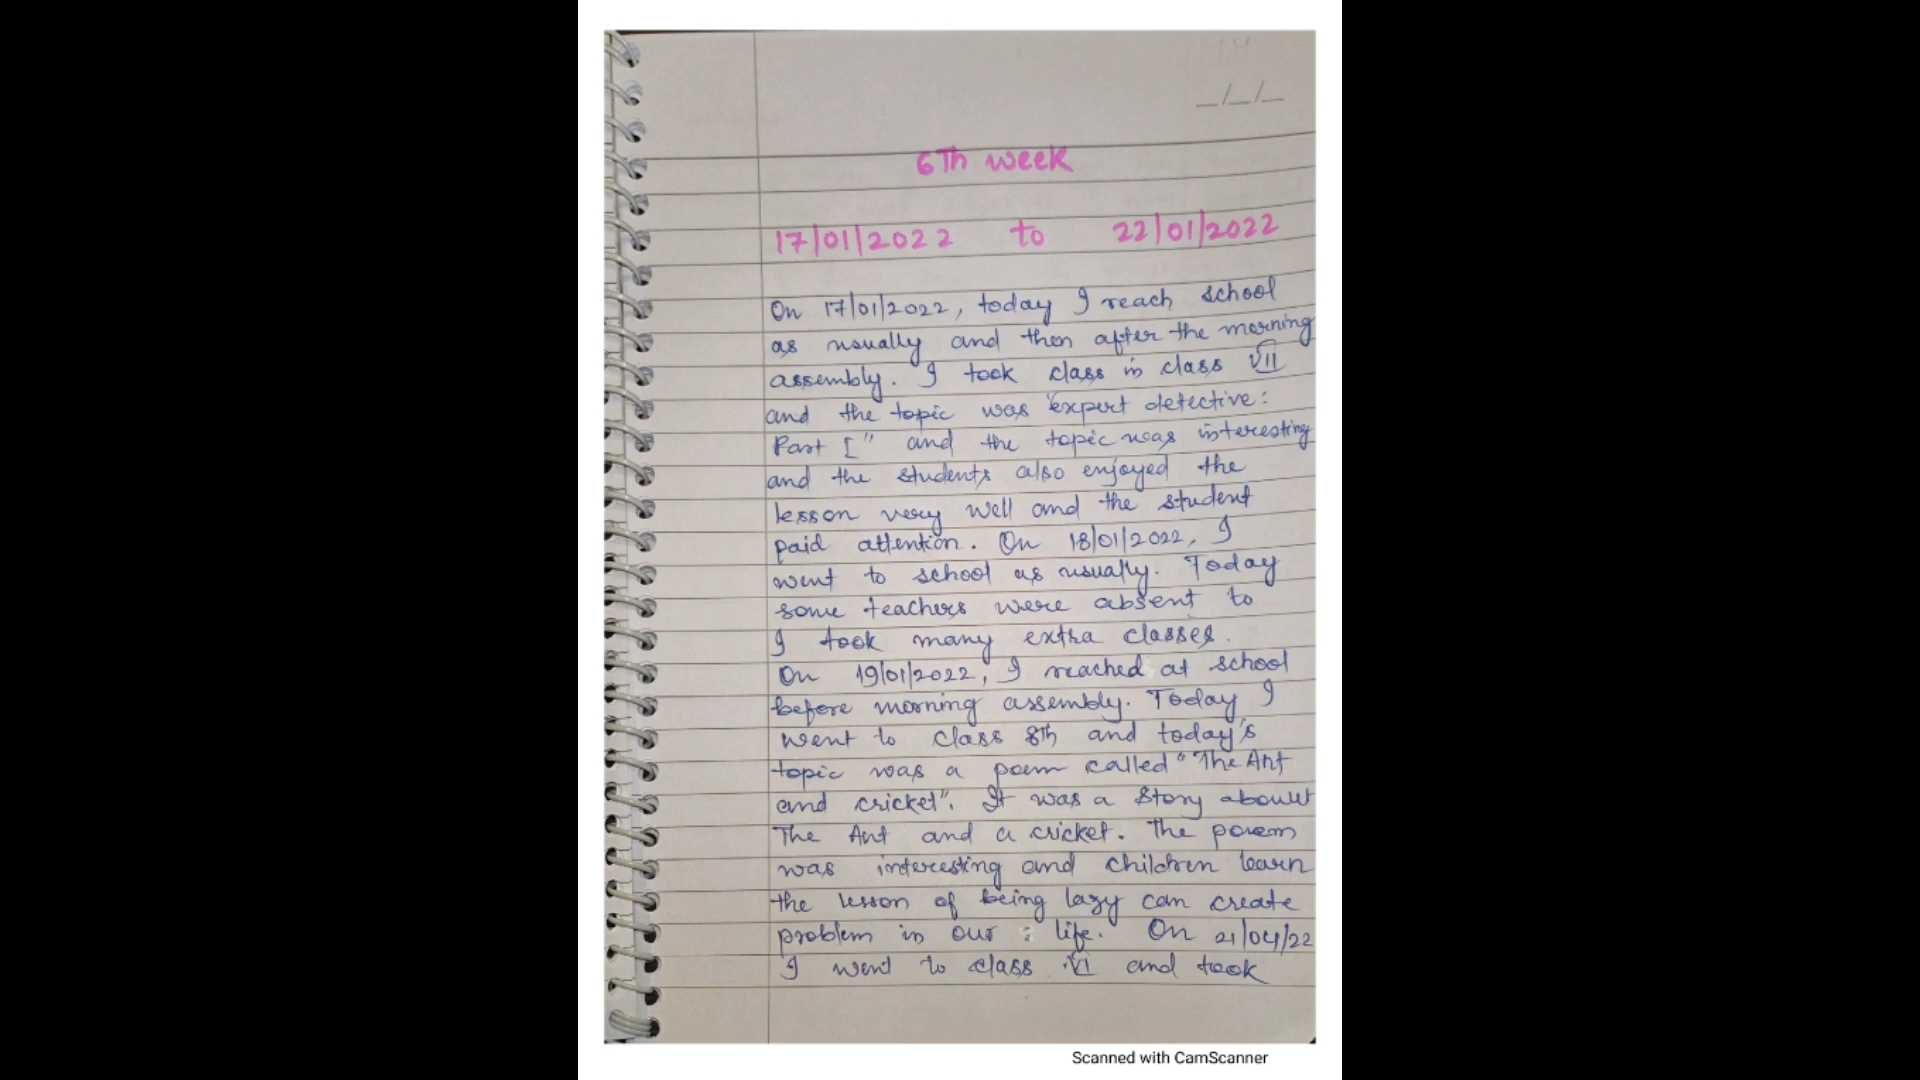 _/_/_
6Th week
17/01/2022 to 22/01/2022
On 17/01/2022, today I reach school
as usually and then after the morning
assembly. I took class in class VII
and the topic was "expert detective:
Part I" and the topic was interesting
and the students also enjoyed the
lesson very well and the student
paid attention. On 18/01/2022, I
went to school as usually. Today
some teachers were absent to
I took many extra classes.
On 19/01/2022, I reached at school
before morning assembly. Today I
went to class 8th and today's
topic was a poem called "The Ant
and cricket". It was a story about
The Ant and a cricket. The poem
was interesting and children learn
the lesson of being lazy can create
problem in our life. On 21/04/22
I went to class VI and took
Scanned with CamScanner